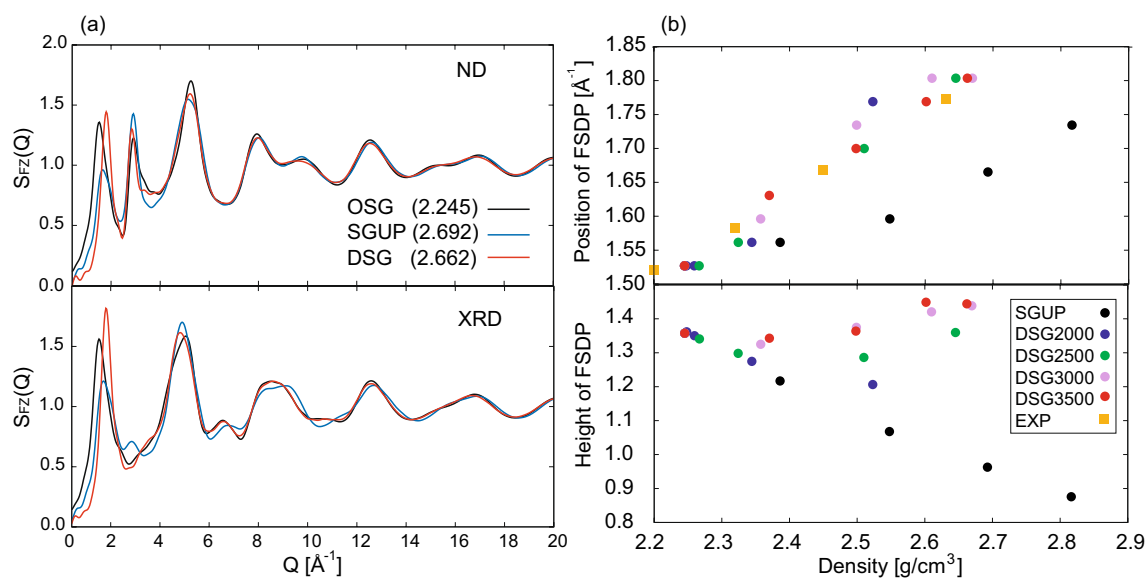 (a)
2.0
1.5
1.0
0.5
0.0
S_FZ(Q)
ND
OSG (2.245)
SGUP (2.692)
DSG (2.662)
1.5
1.0
0.5
0.0
S_FZ(Q)
XRD
0 2 4 6 8 10 12 14 16 18 20
Q [Å⁻¹]
(b)
1.85
1.80
1.75
1.70
1.65
1.60
1.55
1.50
Position of FSDP [Å⁻¹]
1.4
1.3
1.2
1.1
1.0
0.9
0.8
Height of FSDP
SGUP
DSG2000
DSG2500
DSG3000
DSG3500
EXP
2.2 2.3 2.4 2.5 2.6 2.7 2.8 2.9
Density [g/cm³]